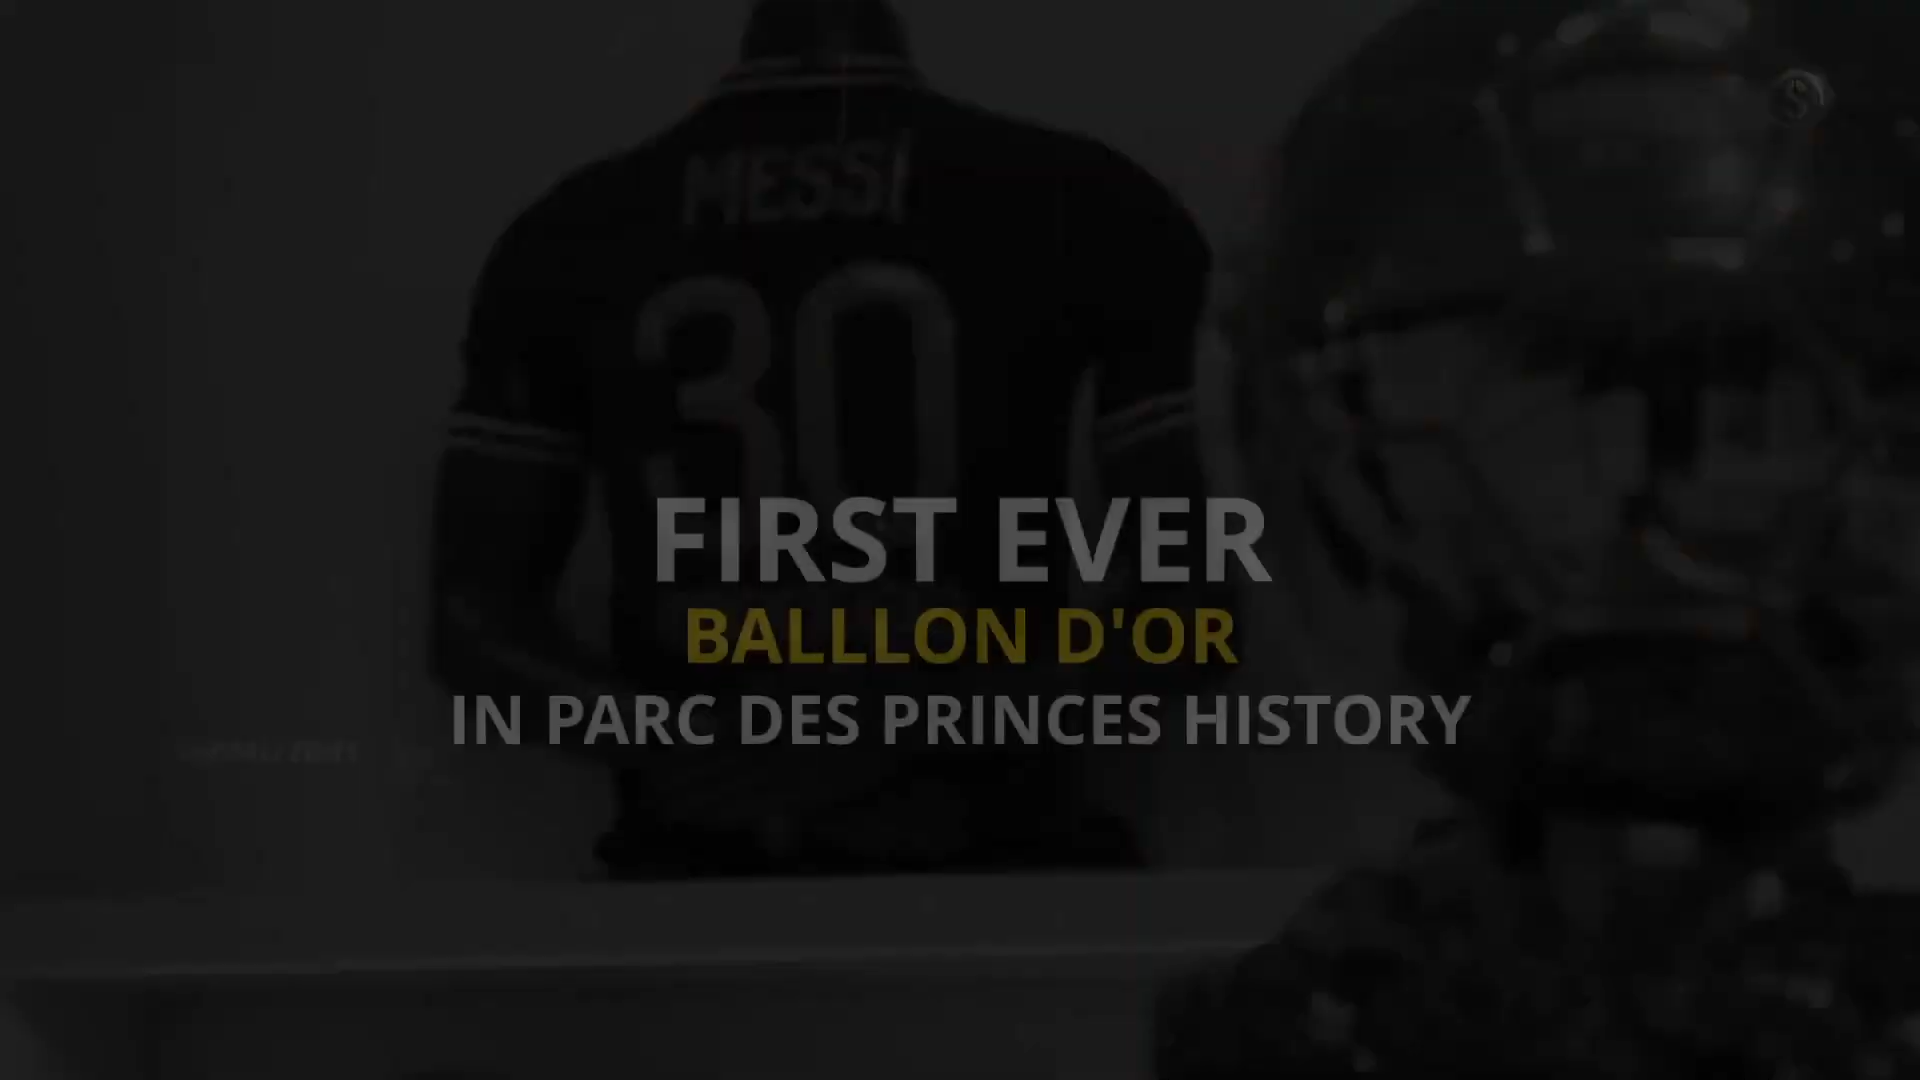 MESSI
30
FIRST EVER
BALLLON D'OR
IN PARC DES PRINCES HISTORY